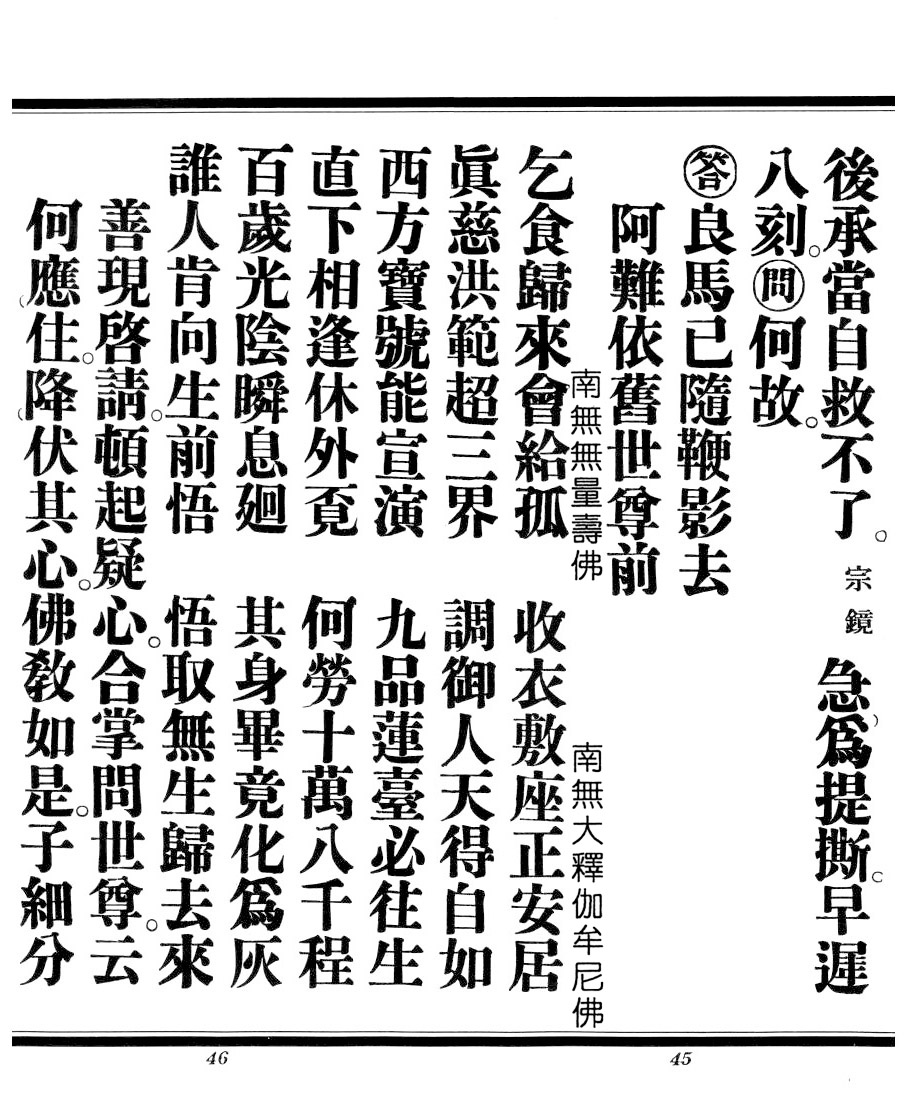 後承當自救不了。宗鏡 急爲提撕。早遲
八刻。㊄問何故。
答良馬已隨鞭影去
阿難依舊世尊前
南無無量壽佛 南無大釋迦牟尼佛
乞食歸來會給孤 收衣敷座正安居
眞慈洪範超三界 調御人天得自如
西方寶號能宣演 九品蓮臺必往生
直下相逢休外覓 何勞十萬八千程
百歲光陰瞬息廻 其身畢竟化爲灰
誰人肯向生前悟 悟取無生歸去來
善現啓請。頓起疑心。合掌問世尊。云
何應住。降伏其心。佛敎如是。子細分
46
45